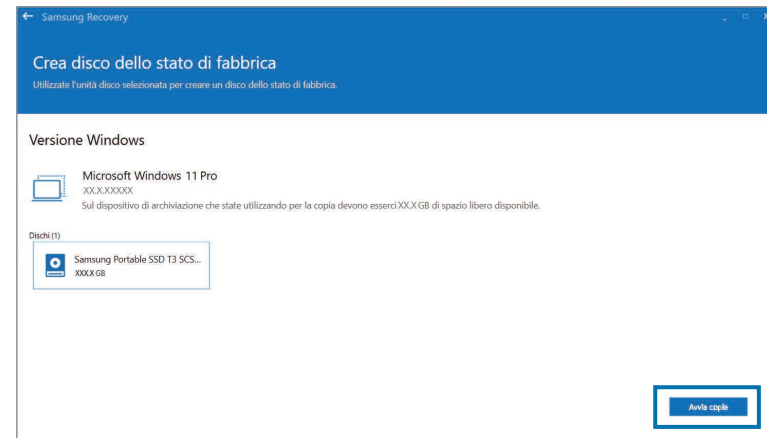 Samsung Recovery
Crea disco dello stato di fabbrica
Utilizzate l'unità disco selezionata per creare un disco dello stato di fabbrica.
Versione Windows
Microsoft Windows 11 Pro
XX.X.XXXXX
Sul dispositivo di archiviazione che state utilizzando per la copia devono esserci XX.X GB di spazio libero disponibile.
Dischi (1)
Samsung Portable SSD T3 SCS...
XXX.X GB
Avvia copia